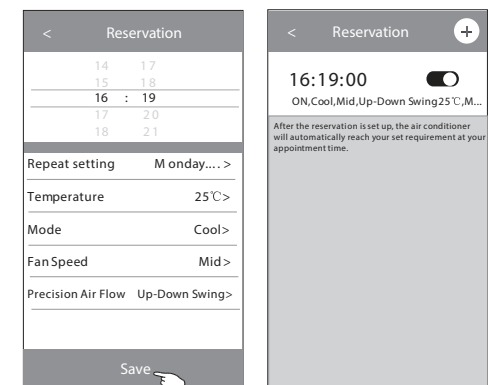 < Reservation
14 17
15 18
16 : 19
17 20
18 21
Repeat setting Monday....>
Temperature 25℃>
Mode Cool>
Fan Speed Mid>
Precision Air Flow Up-Down Swing>
Save
< Reservation +
16:19:00
ON,Cool,Mid,Up-Down Swing25℃,M...
After the reservation is set up, the air conditioner
will automatically reach your set requirement at your
appointment time.